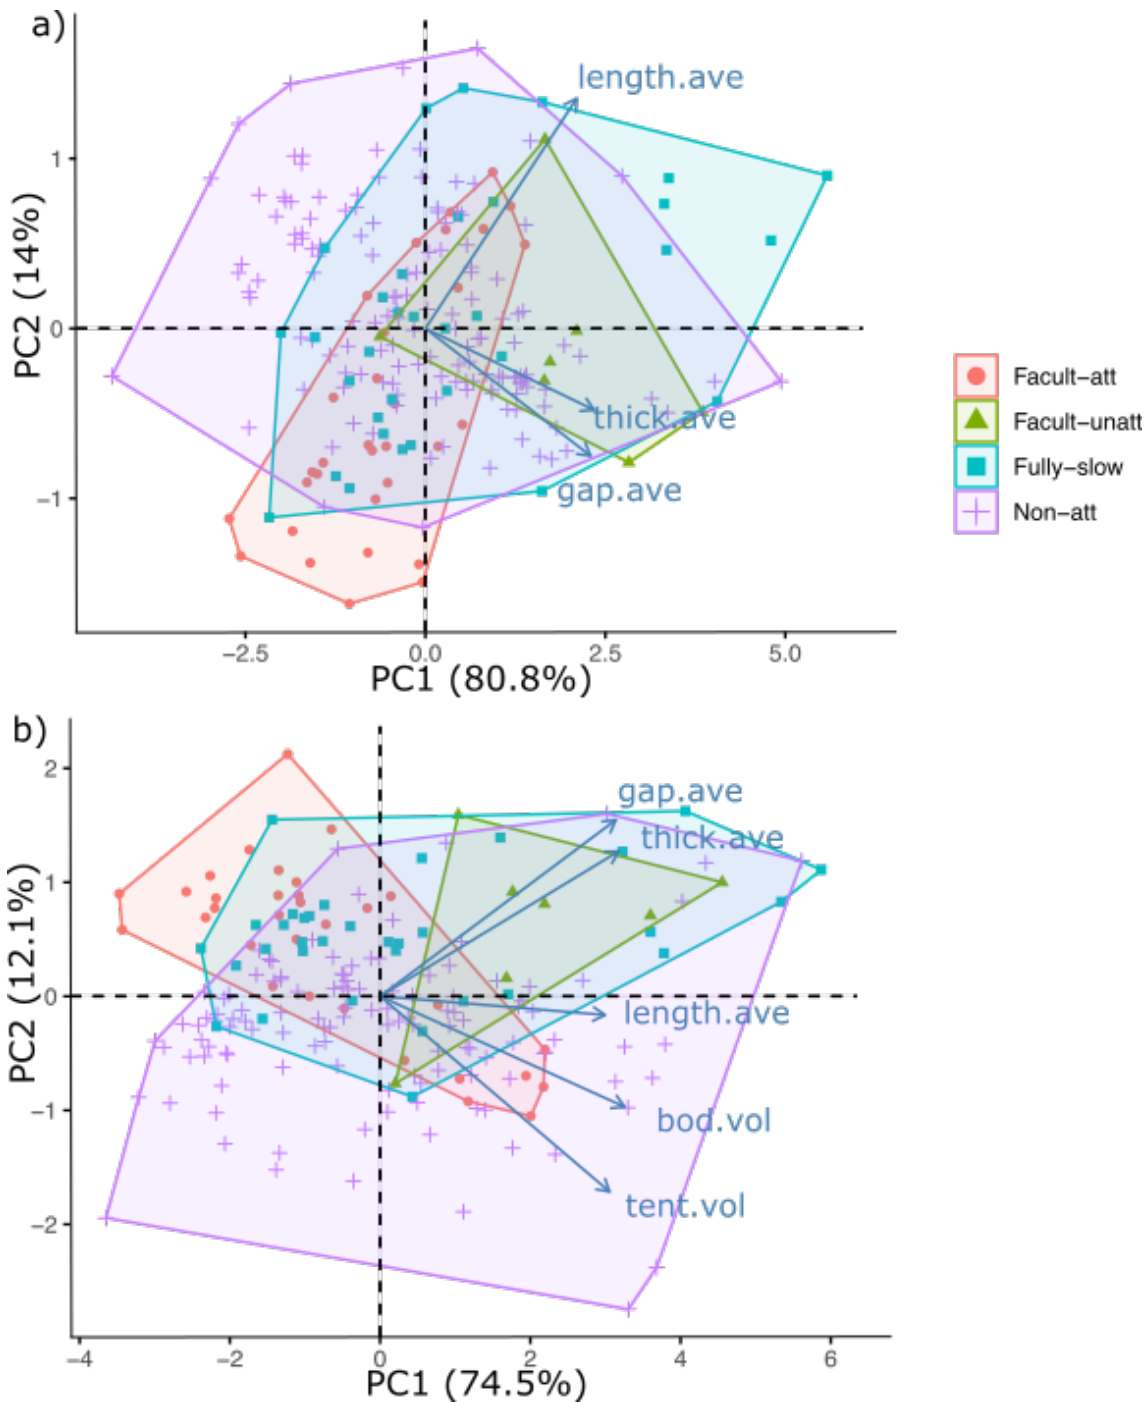 a)
length.ave
1
0
−1
PC2 (14%)
thick.ave
gap.ave
−2.5
0.0
2.5
5.0
PC1 (80.8%)
Facult−att
Facult−unatt
Fully−slow
Non−att
b)
2
1
0
−1
−2
PC2 (12.1%)
gap.ave
thick.ave
length.ave
bod.vol
tent.vol
−4
−2
0
2
4
6
PC1 (74.5%)